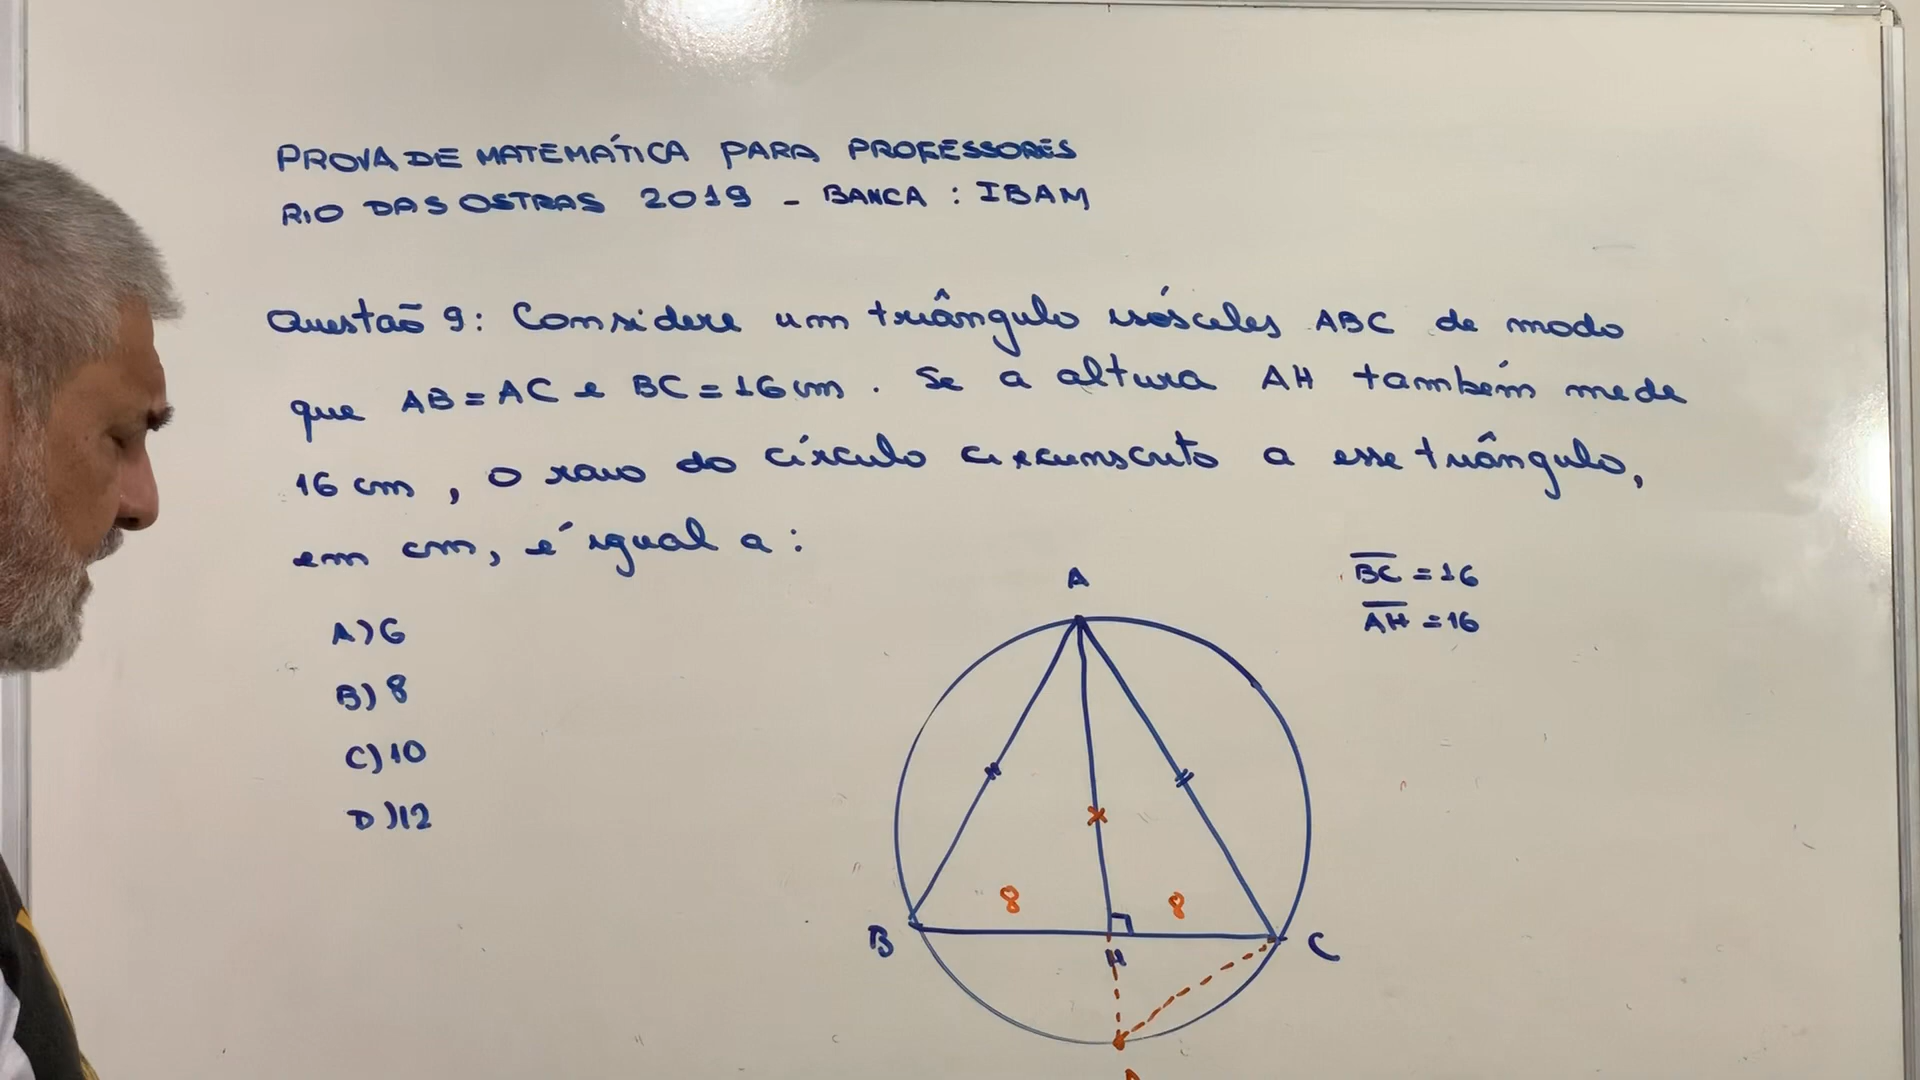 PROVA DE MATEMÁTICA PARA PROFESSORES
RIO DAS OSTRAS 2019 - BANCA : IBAM
Questão 9: Considere um triângulo isósceles ABC de modo
que AB = AC e BC = 16 cm . Se a altura AH também mede
16 cm , o raio do círculo circunscrito a esse triângulo,
em cm, é igual a :
A) 6
B) 8
C) 10
D) 12
BC = 16
AH = 16
A
8
8
B
H
C